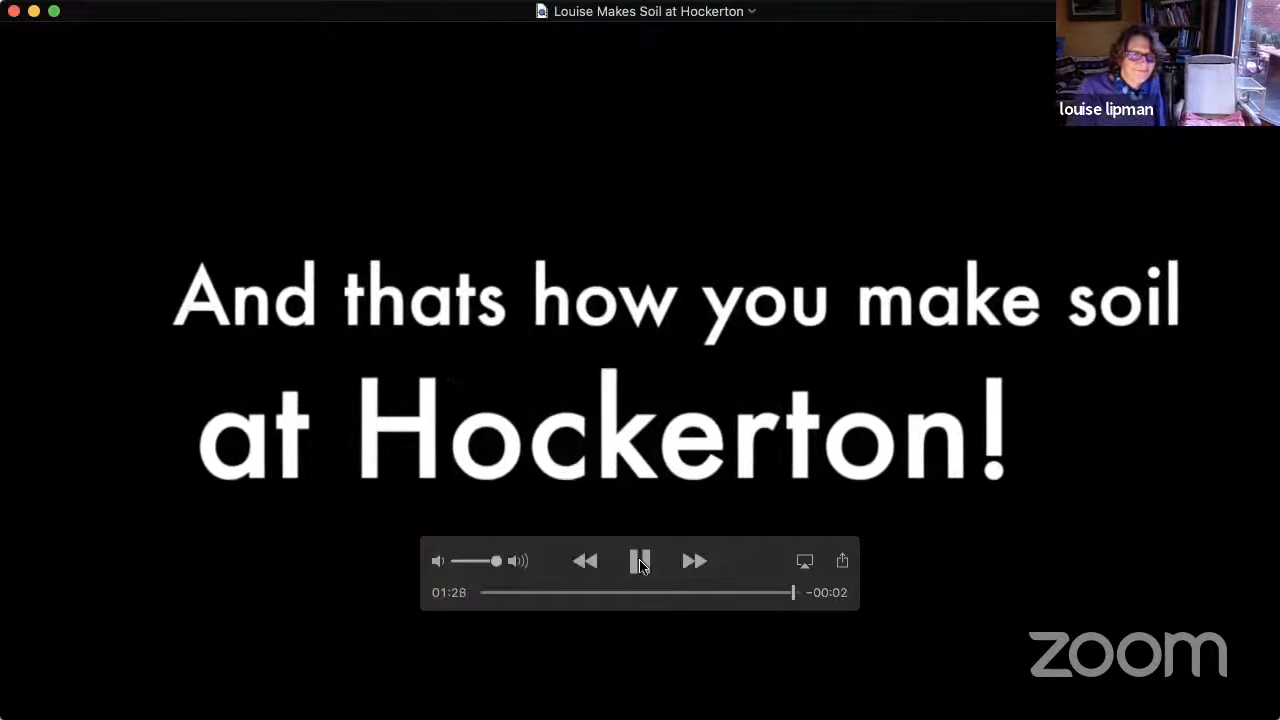 Louise Makes Soil at Hockerton
louise lipman
And thats how you make soil
at Hockerton!
01:28
-00:02
zoom